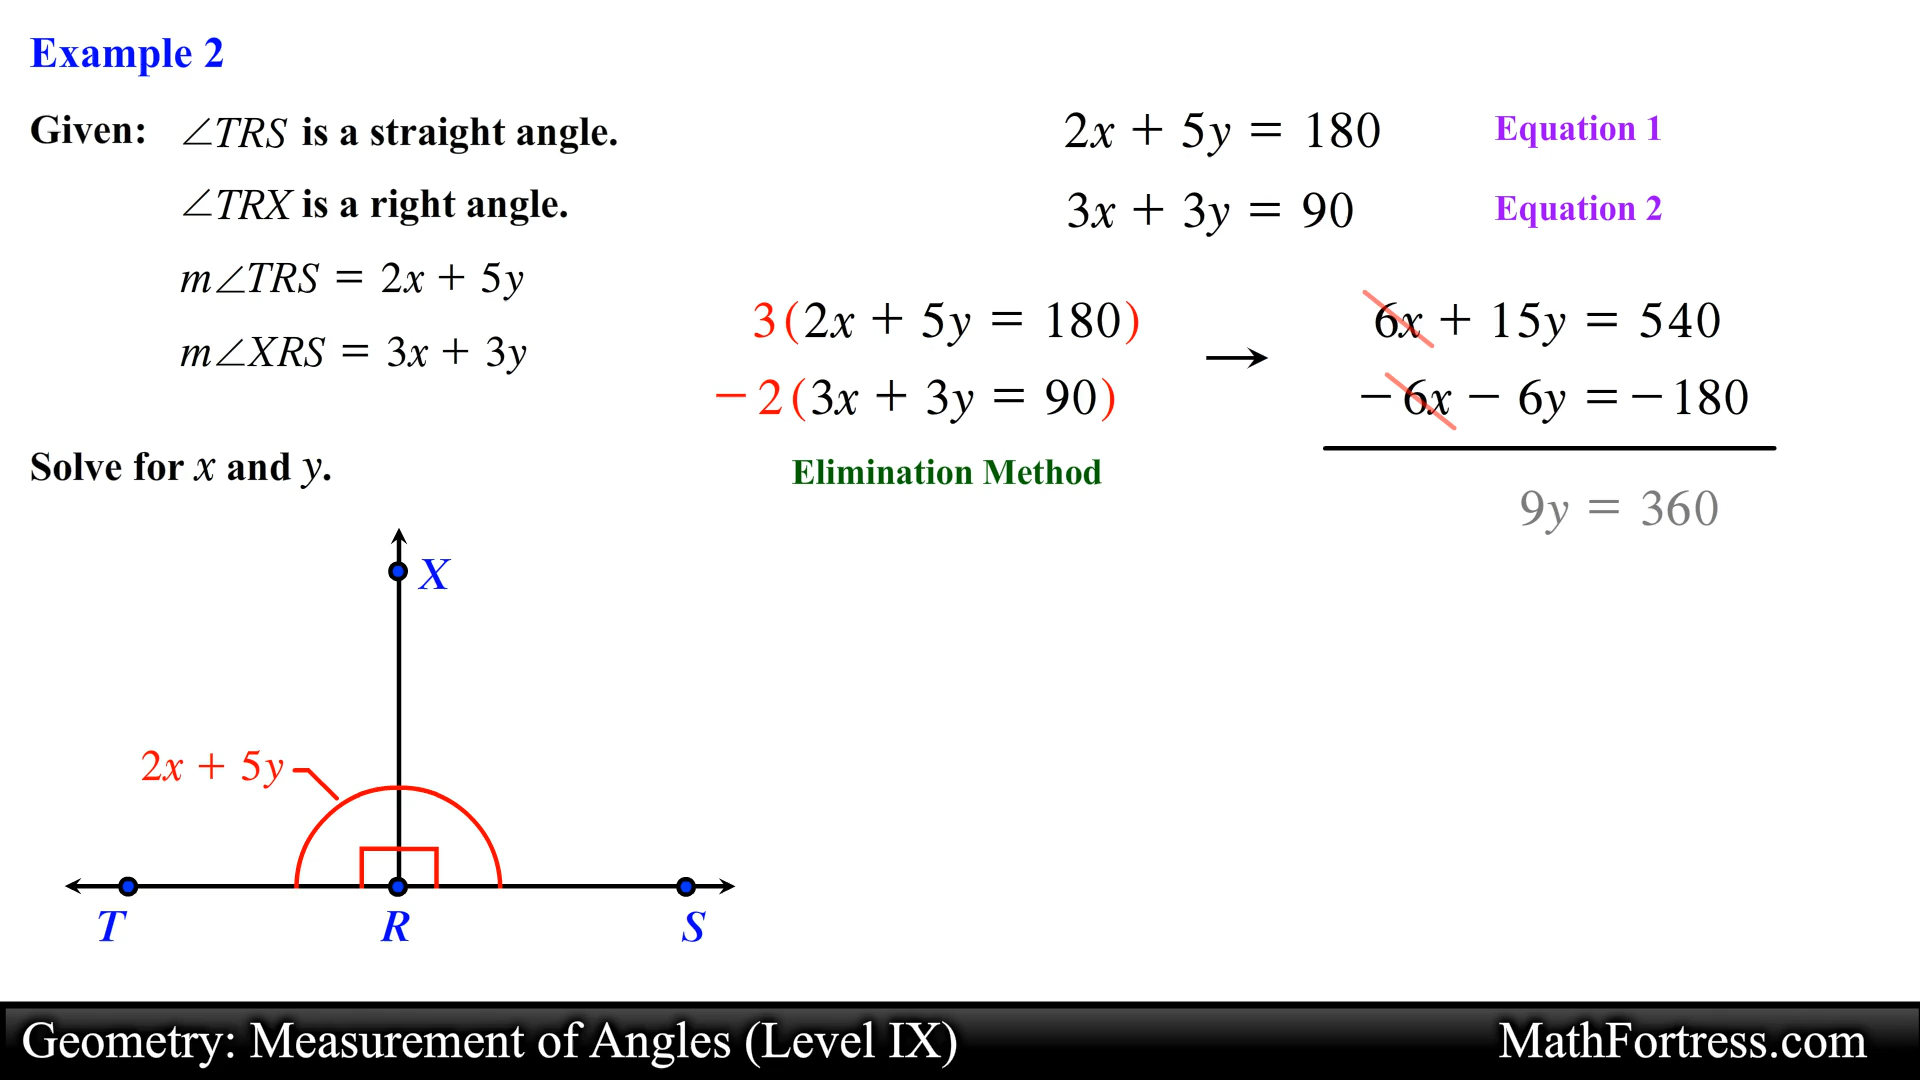 Example 2
Given: ∠TRS is a straight angle.
∠TRX is a right angle.
m∠TRS = 2x + 5y
m∠XRS = 3x + 3y
Solve for x and y.
2x + 5y = 180 Equation 1
3x + 3y = 90 Equation 2
3(2x + 5y = 180) → 6x + 15y = 540
−2(3x + 3y = 90) −6x − 6y = −180
Elimination Method
9y = 360
X
2x + 5y
T R S
Geometry: Measurement of Angles (Level IX) MathFortress.com